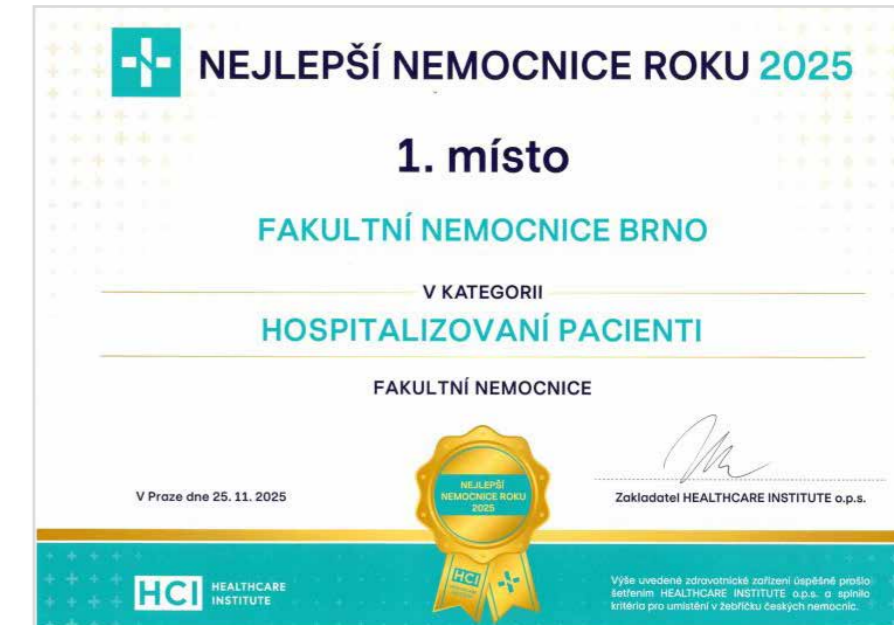 NEJLEPŠÍ NEMOCNICE ROKU 2025
1. místo
FAKULTNÍ NEMOCNICE BRNO
V KATEGORII
HOSPITALIZOVANÍ PACIENTI
FAKULTNÍ NEMOCNICE
NEJLEPŠÍ
NEMOCNICE ROKU
2025
V Praze dne 25. 11. 2025
Zakladatel HEALTHCARE INSTITUTE o.p.s.
HCI HEALTHCARE
INSTITUTE
HCI
Výše uvedené zdravotnické zařízení úspěšně prošlo
šetřením HEALTHCARE INSTITUTE o.p.s. a splnilo
kritéria pro umístění v žebříčku českých nemocnic.